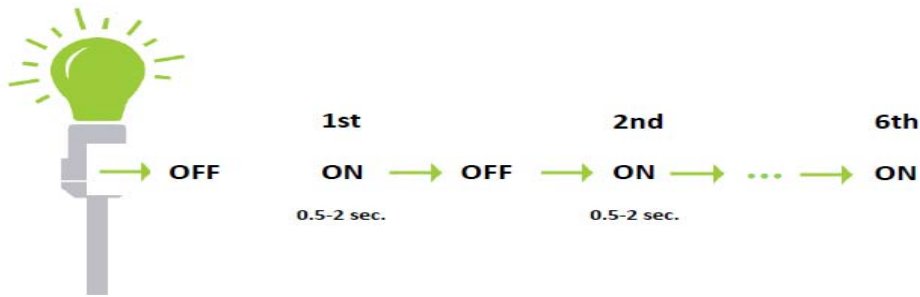 1st 2nd 6th
OFF ON OFF ON ... ON
0.5-2 sec. 0.5-2 sec.